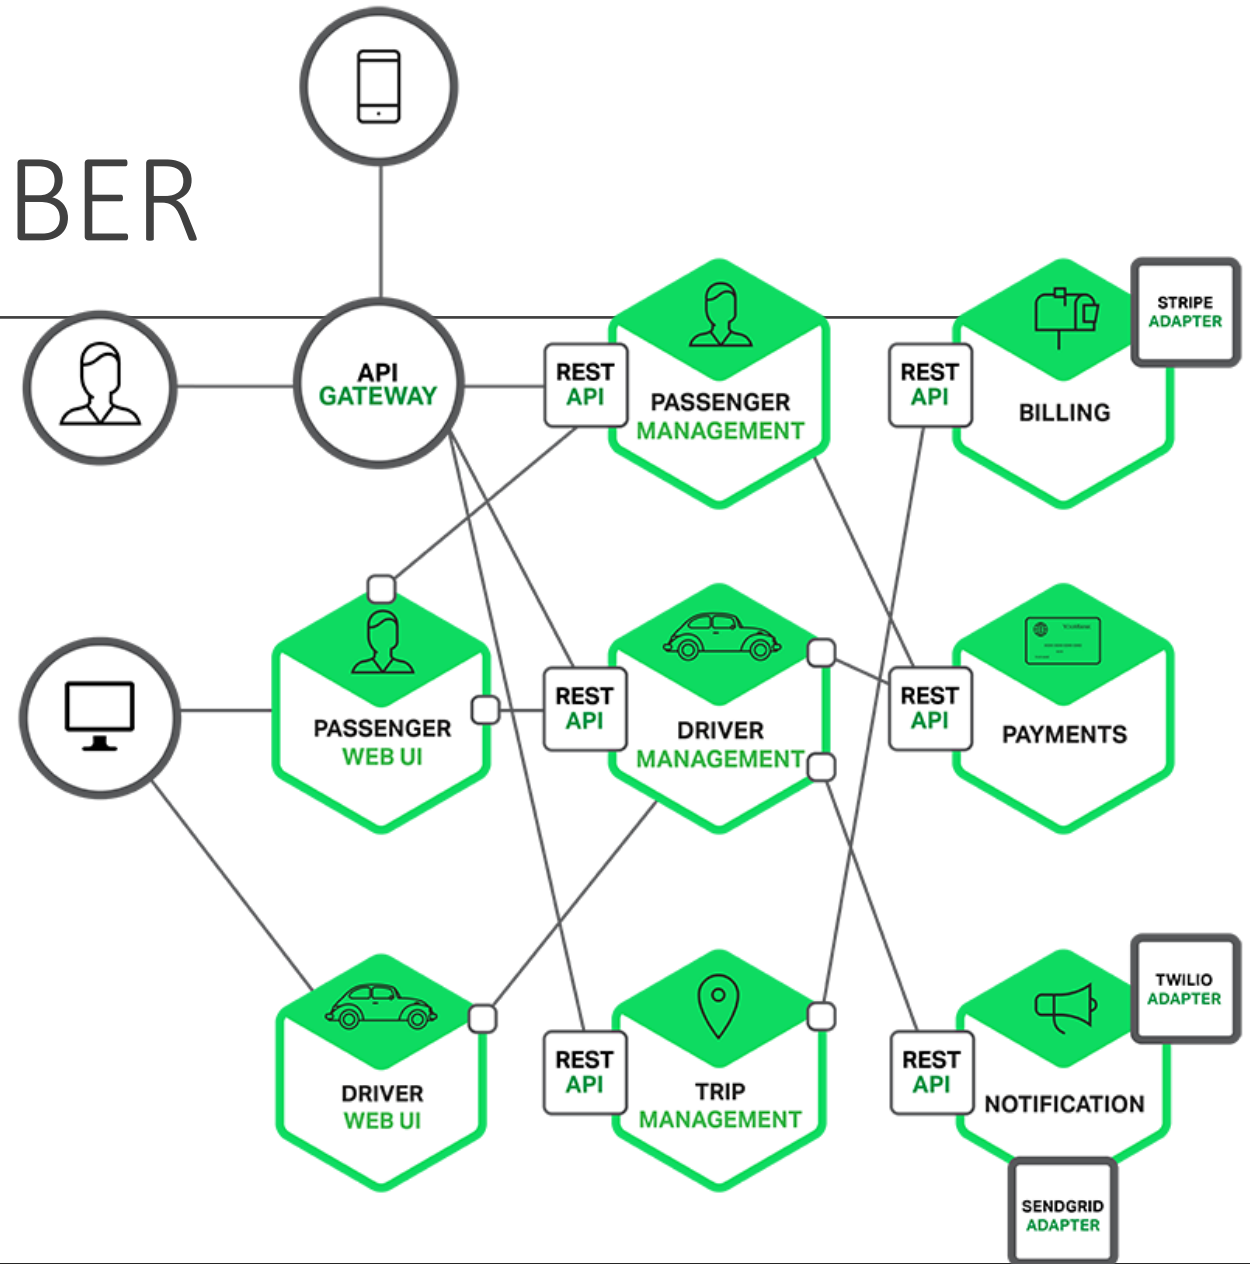 BER
API
GATEWAY
REST
API
PASSENGER
MANAGEMENT
REST
API
BILLING
STRIPE
ADAPTER
PASSENGER
WEB UI
REST
API
DRIVER
MANAGEMENT
REST
API
PAYMENTS
DRIVER
WEB UI
REST
API
TRIP
MANAGEMENT
REST
API
NOTIFICATION
TWILIO
ADAPTER
SENDGRID
ADAPTER